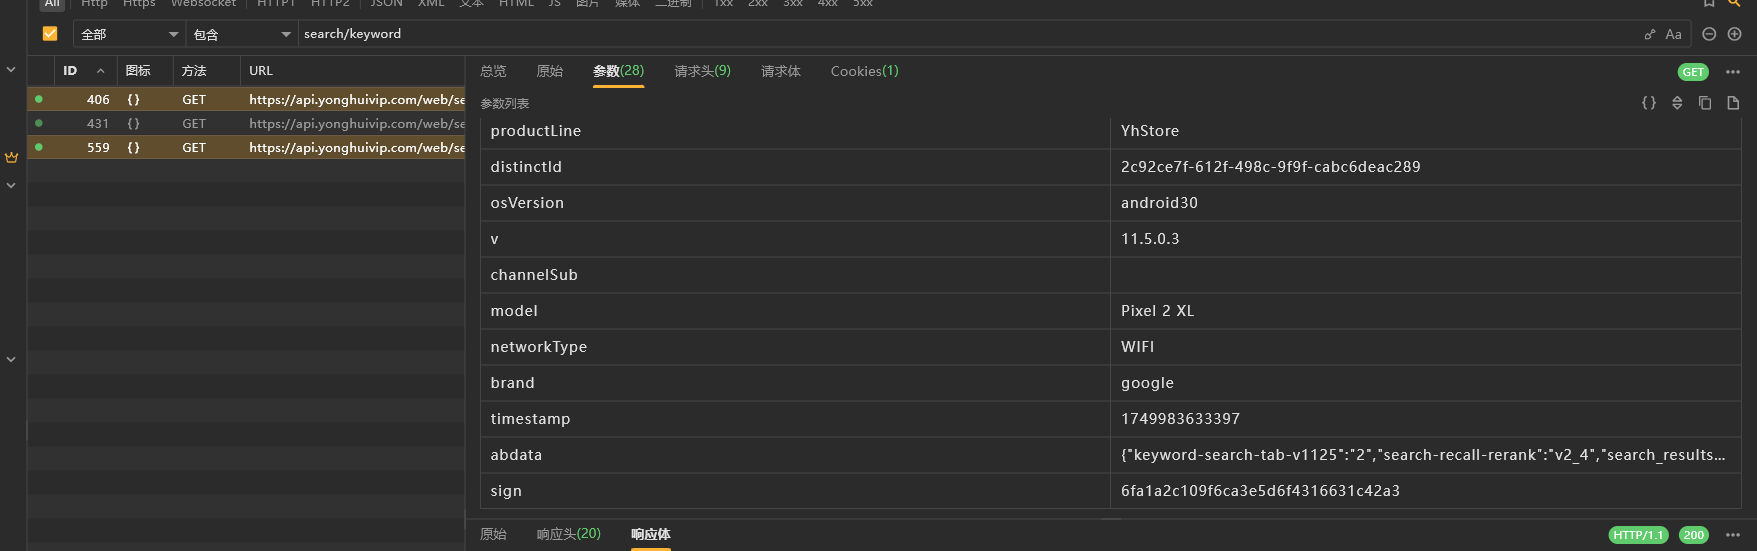 All Http Https Websocket HTTP1 HTTP2 JSON XML 文本 HTML JS 图片 媒体 二进制 1xx 2xx 3xx 4xx 5xx
全部 包含 search/keyword Aa
ID 图标 方法 URL
406 {} GET https://api.yonghuivip.com/web/se
431 {} GET https://api.yonghuivip.com/web/se
559 {} GET https://api.yonghuivip.com/web/se
总览 原始 参数(28) 请求头(9) 请求体 Cookies(1) GET
参数列表 {}
productLine YhStore
distinctId 2c92ce7f-612f-498c-9f9f-cabc6deac289
osVersion android30
v 11.5.0.3
channelSub
model Pixel 2 XL
networkType WIFI
brand google
timestamp 1749983633397
abdata {"keyword-search-tab-v1125":"2","search-recall-rerank":"v2_4","search_results...
sign 6fa1a2c109f6ca3e5d6f4316631c42a3
原始 响应头(20) 响应体 HTTP/1.1 200